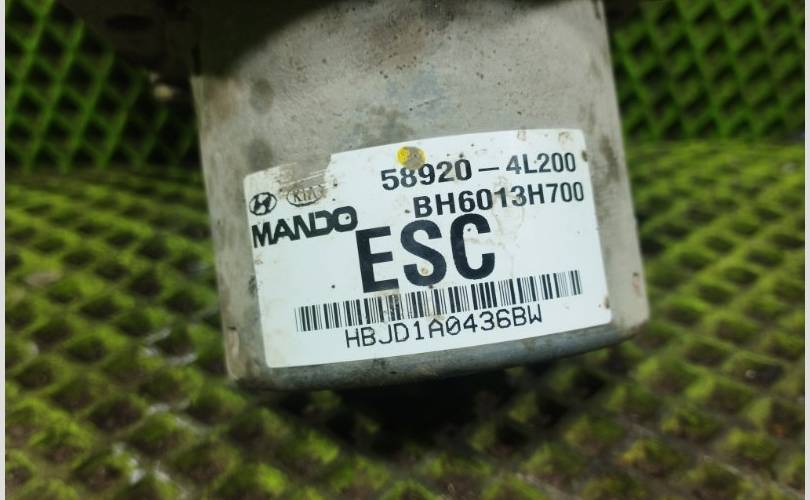 58920-4L200
KIA
BH6013H700
MANDO
ESC
HBJD1A0436BW